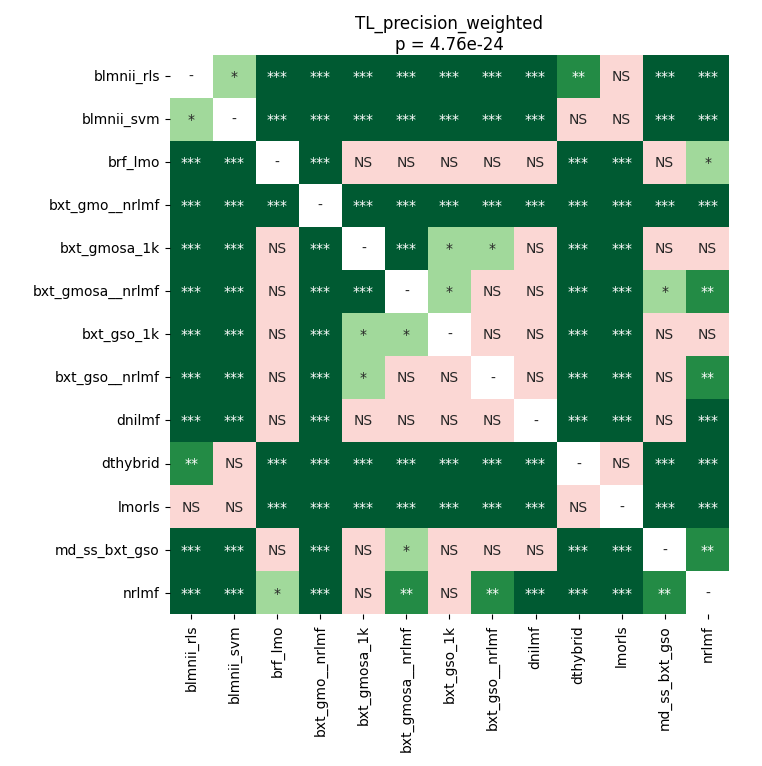 TL_precision_weighted
p = 4.76e-24
blmnii_rls - * *** *** *** *** *** *** *** ** NS *** ***
blmnii_svm * - *** *** *** *** *** *** *** NS NS *** ***
brf_lmo *** *** - *** NS NS NS NS NS *** *** NS *
bxt_gmo__nrlmf *** *** *** - *** *** *** *** *** *** *** *** ***
bxt_gmosa_1k *** *** NS *** - *** * * NS *** *** NS NS
bxt_gmosa__nrlmf *** *** NS *** *** - * NS NS *** *** * **
bxt_gso_1k *** *** NS *** * * - NS NS *** *** NS NS
bxt_gso__nrlmf *** *** NS *** * NS NS - NS *** *** NS **
dnilmf *** *** NS *** NS NS NS NS - *** *** NS ***
dthybrid ** NS *** *** *** *** *** *** *** - NS *** ***
lmorls NS NS *** *** *** *** *** *** *** NS - *** ***
md_ss_bxt_gso *** *** NS *** NS * NS NS NS *** *** - **
nrlmf *** *** * *** NS ** NS ** *** *** *** ** -
blmnii_rls blmnii_svm brf_lmo bxt_gmo__nrlmf bxt_gmosa_1k bxt_gmosa__nrlmf bxt_gso_1k bxt_gso__nrlmf dnilmf dthybrid lmorls md_ss_bxt_gso nrlmf